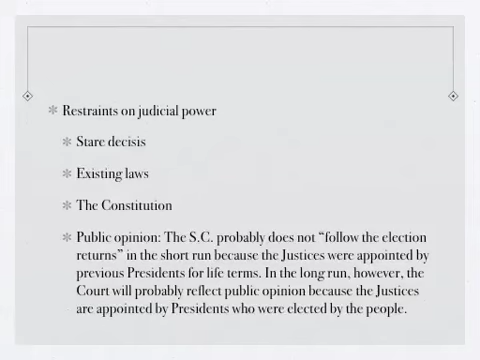 Restraints on judicial power
Stare decisis
Existing laws
The Constitution
Public opinion: The S.C. probably does not “follow the election
returns” in the short run because the Justices were appointed by
previous Presidents for life terms. In the long run, however, the
Court will probably reflect public opinion because the Justices
are appointed by Presidents who were elected by the people.